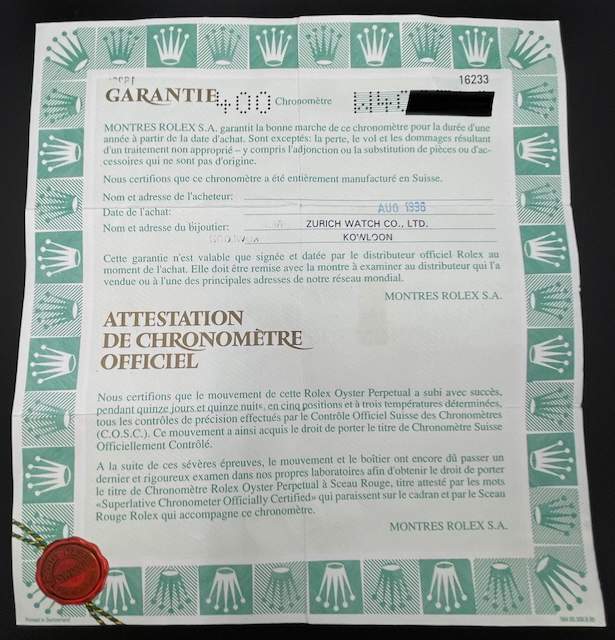 16233
GARANTIE 400 Chronomètre
MONTRES ROLEX S.A. garantit la bonne marche de ce chronomètre pour la durée d'une
année à partir de la date d'achat. Sont exceptés: la perte, le vol et les dommages résultant
d'un traitement non approprié – y compris l'adjonction ou la substitution de pièces ou d'ac-
cessoires qui ne sont pas d'origine.
Nous certifions que ce chronomètre a été entièrement manufacturé en Suisse.
Nom et adresse de l'acheteur:
Date de l'achat: AUG 1996
Nom et adresse du bijoutier: ZURICH WATCH CO., LTD.
KOWLOON
Cette garantie n'est valable que signée et datée par le distributeur officiel Rolex au
moment de l'achat. Elle doit être remise avec la montre à examiner au distributeur qui l'a
vendue ou à l'une des principales adresses de notre réseau mondial.
MONTRES ROLEX S.A.
ATTESTATION
DE CHRONOMÈTRE
OFFICIEL
Nous certifions que le mouvement de cette Rolex Oyster Perpetual a subi avec succès,
pendant quinze jours et quinze nuits, en cinq positions et à trois températures déterminées,
tous les contrôles de précision effectués par le Contrôle Officiel Suisse des Chronomètres
(C.O.S.C.). Ce mouvement a ainsi acquis le droit de porter le titre de Chronomètre Suisse
Officiellement Contrôlé.
A la suite de ces sévères épreuves, le mouvement et le boîtier ont encore dû passer un
dernier et rigoureux examen dans nos propres laboratoires afin d'obtenir le droit de porter
le titre de Chronomètre Rolex Oyster Perpetual à Sceau Rouge, titre attesté par les mots
«Superlative Chronometer Officially Certified» qui paraissent sur le cadran et par le Sceau
Rouge Rolex qui accompagne ce chronomètre.
MONTRES ROLEX S.A.
Printed in Switzerland